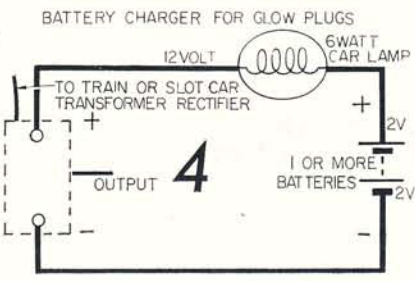 BATTERY CHARGER FOR GLOW PLUGS
12VOLT
6WATT
CAR LAMP
TO TRAIN OR SLOT CAR
TRANSFORMER RECTIFIER
+
+
2V
OUTPUT
4
1 OR MORE
BATTERIES
2V
-
-